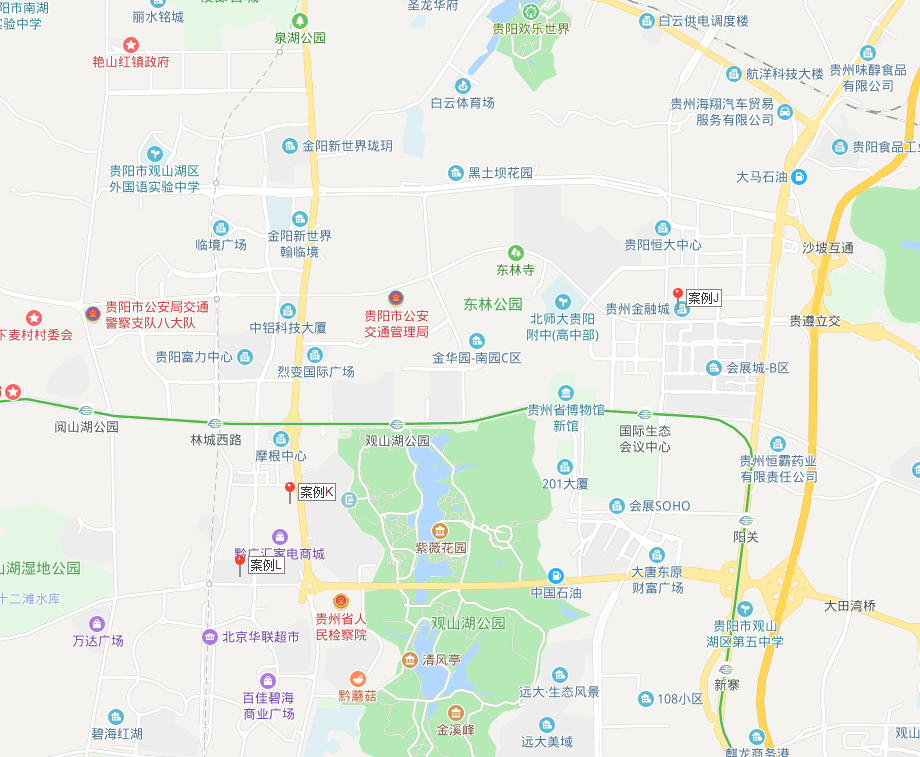 贵阳市南湖
实验中学
丽水铭城
圣龙华府
泉湖公园
艳山红镇政府
贵阳欢乐世界
白云供电调度楼
航洋科技大楼
贵州味醇食品
有限公司
白云体育场
贵州海翔汽车贸易
服务有限公司
金阳新世界珑玥
贵阳食品工业
贵阳市观山湖区
外国语实验中学
黑土坝花园
大马石油
临境广场
金阳新世界
翰临境
贵阳恒大中心
沙坡互通
东林寺
贵阳市公安局交通
警察支队八大队
下麦村村委会
贵阳市公安
交通管理局
东林公园
北师大贵阳
附中(高中部)
案例J
贵州金融城
贵遵立交
中铝科技大厦
贵阳富力中心
烈变国际广场
金华园-南园C区
会展城-B区
阅山湖公园
林城西路
观山湖公园
贵州省博物馆
新馆
国际生态
会议中心
摩根中心
贵州恒霸药业
有限责任公司
201大厦
案例K
会展SOHO
紫薇花园
阳关
黔广汇家电商城
案例L
山湖湿地公园
十二滩水库
大唐东原
财富广场
中国石油
大田湾桥
贵州省人
民检察院
观山湖公园
贵阳市观山
湖区第五中学
万达广场
北京华联超市
清风亭
新寨
百佳碧海
商业广场
黔蘑菇
远大·生态风景
108小区
碧海红湖
金溪峰
远大美域
麒龙商务港
观山